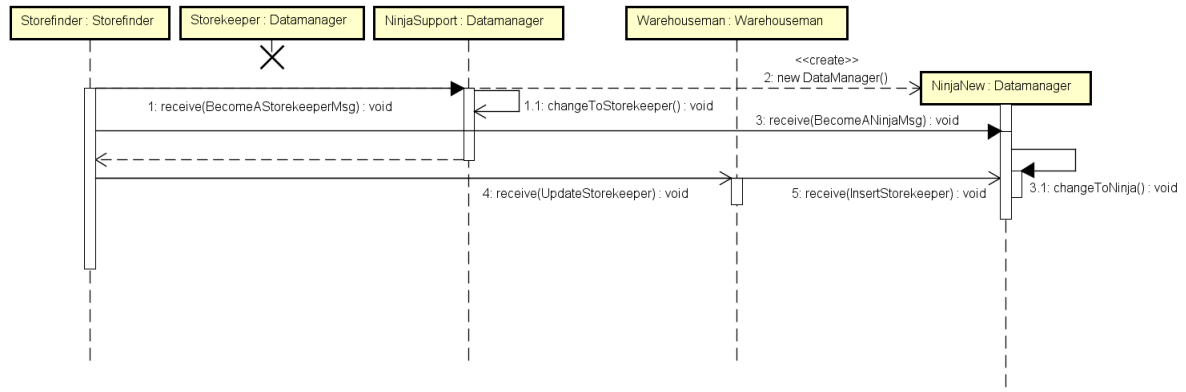 Storefinder : Storefinder
Storekeeper : Datamanager
NinjaSupport : Datamanager
Warehouseman : Warehouseman
<<create>>
2: new DataManager()
NinjaNew : Datamanager
1: receive(BecomeAStorekeeperMsg) : void
1.1: changeToStorekeeper() : void
3: receive(BecomeANinjaMsg) : void
4: receive(UpdateStorekeeper) : void
5: receive(InsertStorekeeper) : void
3.1: changeToNinja() : void